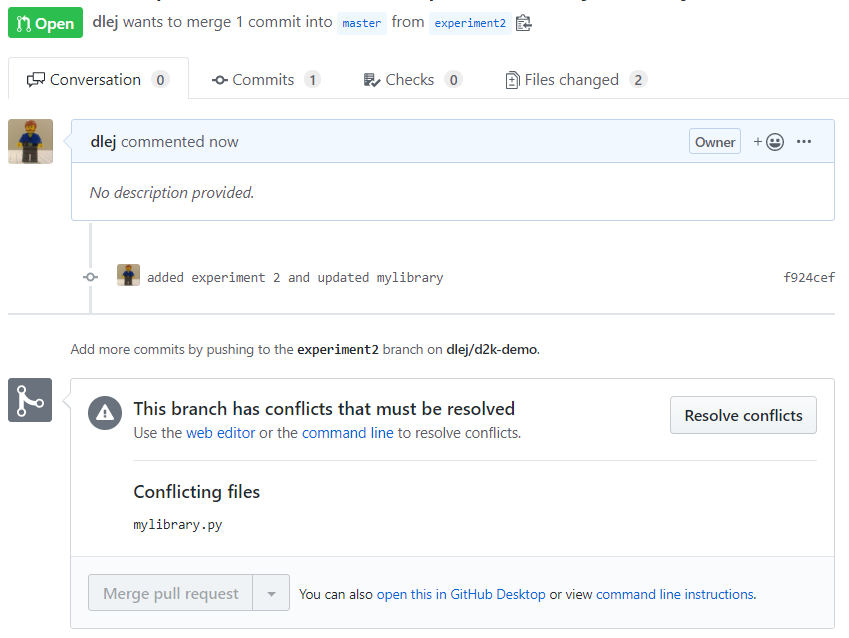 Open dlej wants to merge 1 commit into master from experiment2
Conversation 0 Commits 1 Checks 0 Files changed 2
dlej commented now Owner + ...
No description provided.
added experiment 2 and updated mylibrary f924cef
Add more commits by pushing to the experiment2 branch on dlej/d2k-demo.
This branch has conflicts that must be resolved
Use the web editor or the command line to resolve conflicts.
Resolve conflicts
Conflicting files
mylibrary.py
Merge pull request You can also open this in GitHub Desktop or view command line instructions.